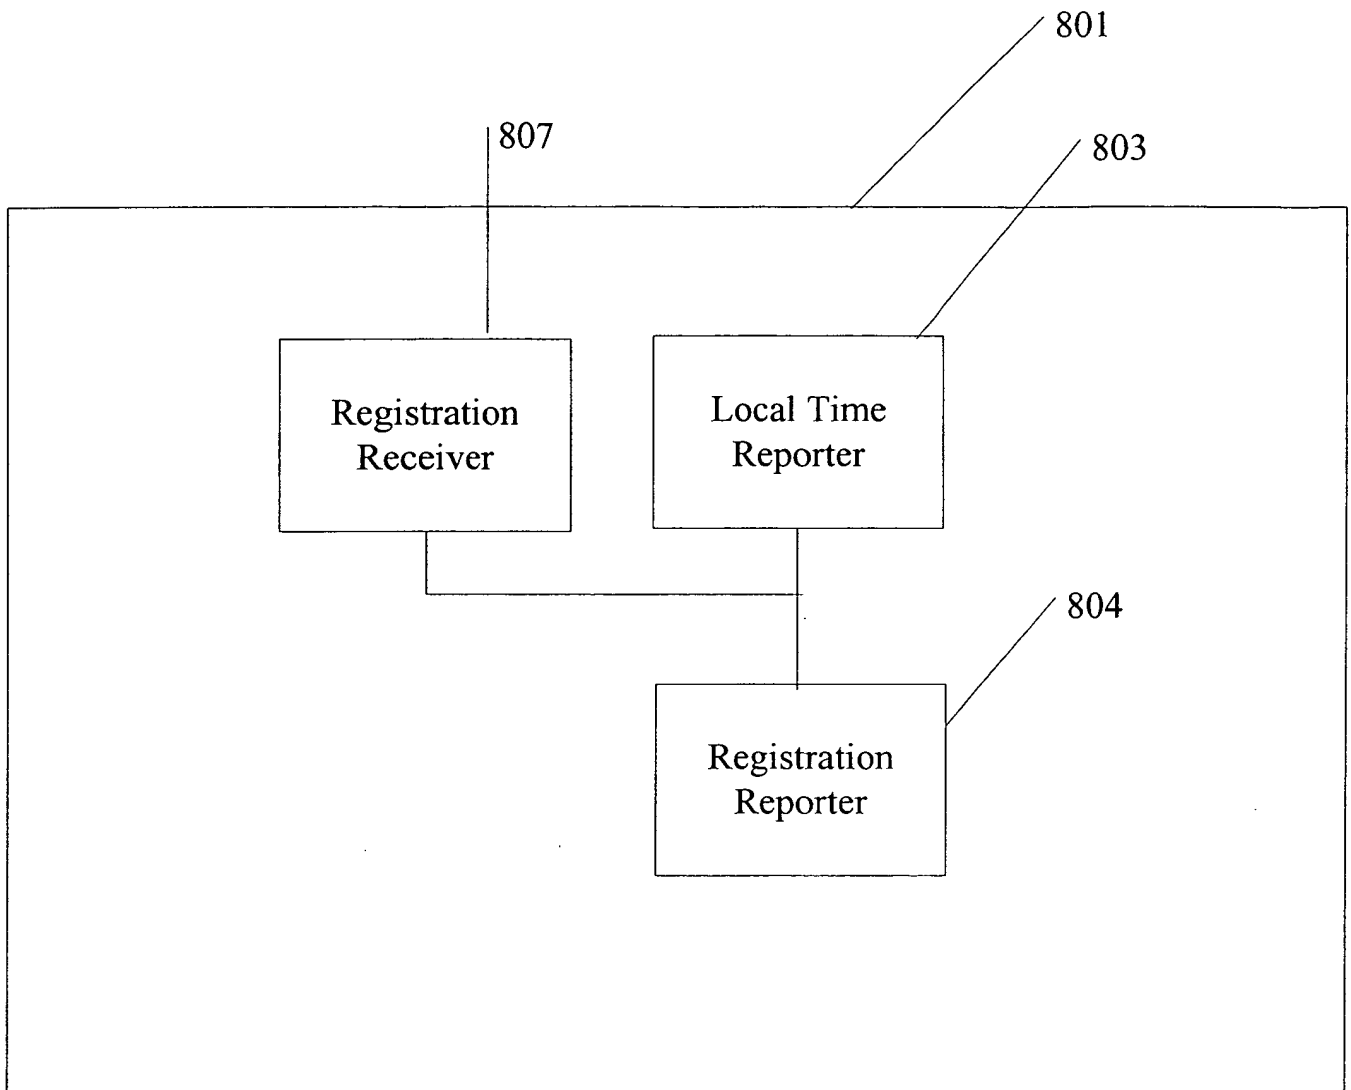 801
807
803
Registration
Receiver
Local Time
Reporter
804
Registration
Reporter